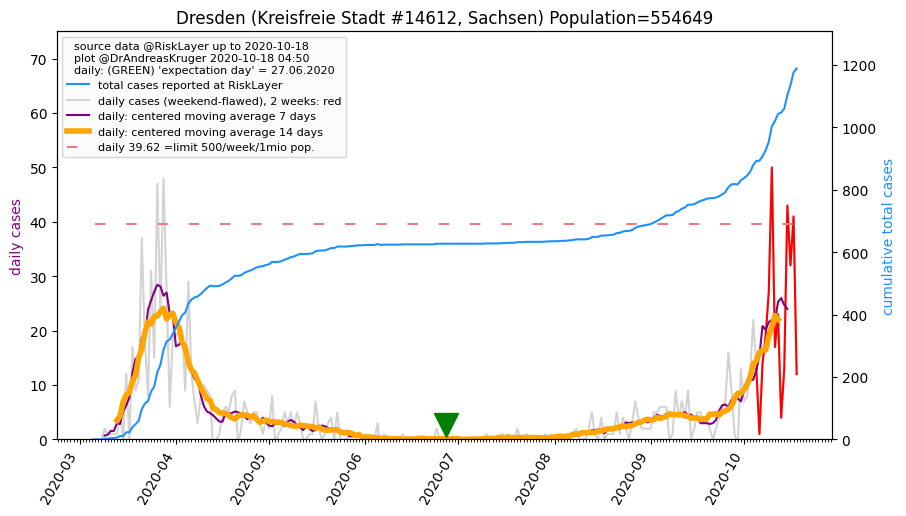 Dresden (Kreisfreie Stadt #14612, Sachsen) Population=554649
source data @RiskLayer up to 2020-10-18
plot @DrAndreasKruger 2020-10-18 04:50
daily: (GREEN) 'expectation day' = 27.06.2020
total cases reported at RiskLayer
daily cases (weekend-flawed), 2 weeks: red
daily: centered moving average 7 days
daily: centered moving average 14 days
daily 39.62 =limit 500/week/1mio pop.
daily cases
70
60
50
40
30
20
10
0
cumulative total cases
1200
1000
800
600
400
200
0
2020-03
2020-04
2020-05
2020-06
2020-07
2020-08
2020-09
2020-10